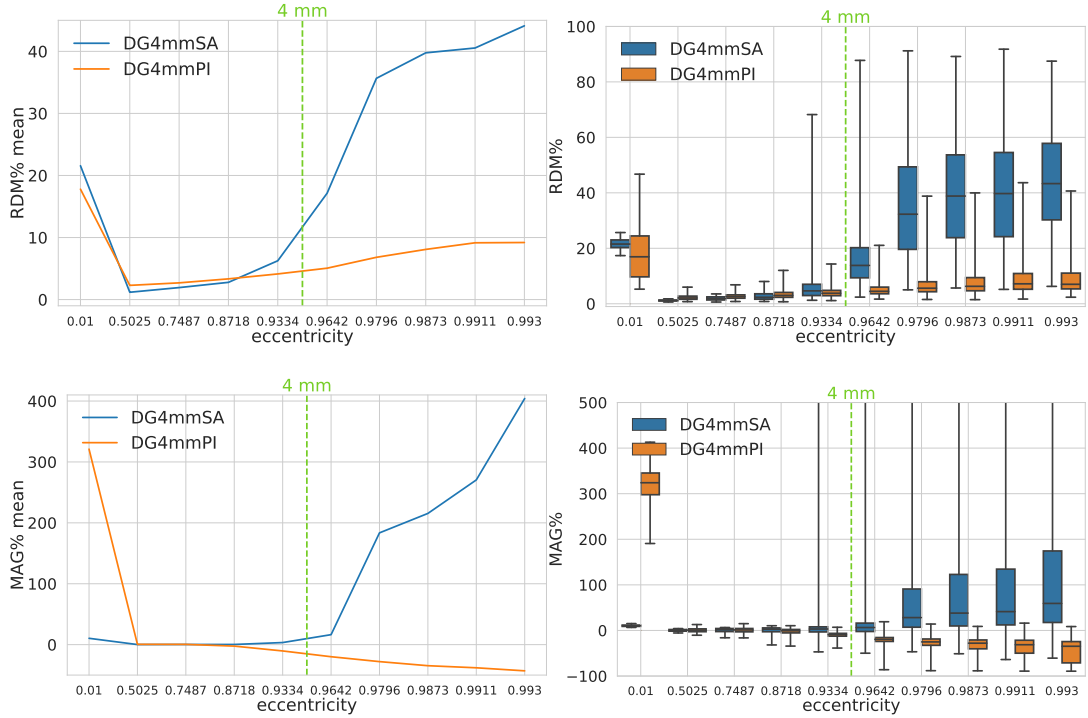 4 mm
DG4mmSA
DG4mmPI
RDM% mean
40
30
20
10
0
0.01 0.5025 0.7487 0.8718 0.9334 0.9642 0.9796 0.9873 0.9911 0.993
eccentricity
4 mm
DG4mmSA
DG4mmPI
RDM%
100
80
60
40
20
0
0.01 0.5025 0.7487 0.8718 0.9334 0.9642 0.9796 0.9873 0.9911 0.993
eccentricity
4 mm
DG4mmSA
DG4mmPI
MAG% mean
400
300
200
100
0
0.01 0.5025 0.7487 0.8718 0.9334 0.9642 0.9796 0.9873 0.9911 0.993
eccentricity
4 mm
DG4mmSA
DG4mmPI
MAG%
500
400
300
200
100
0
−100
0.01 0.5025 0.7487 0.8718 0.9334 0.9642 0.9796 0.9873 0.9911 0.993
eccentricity